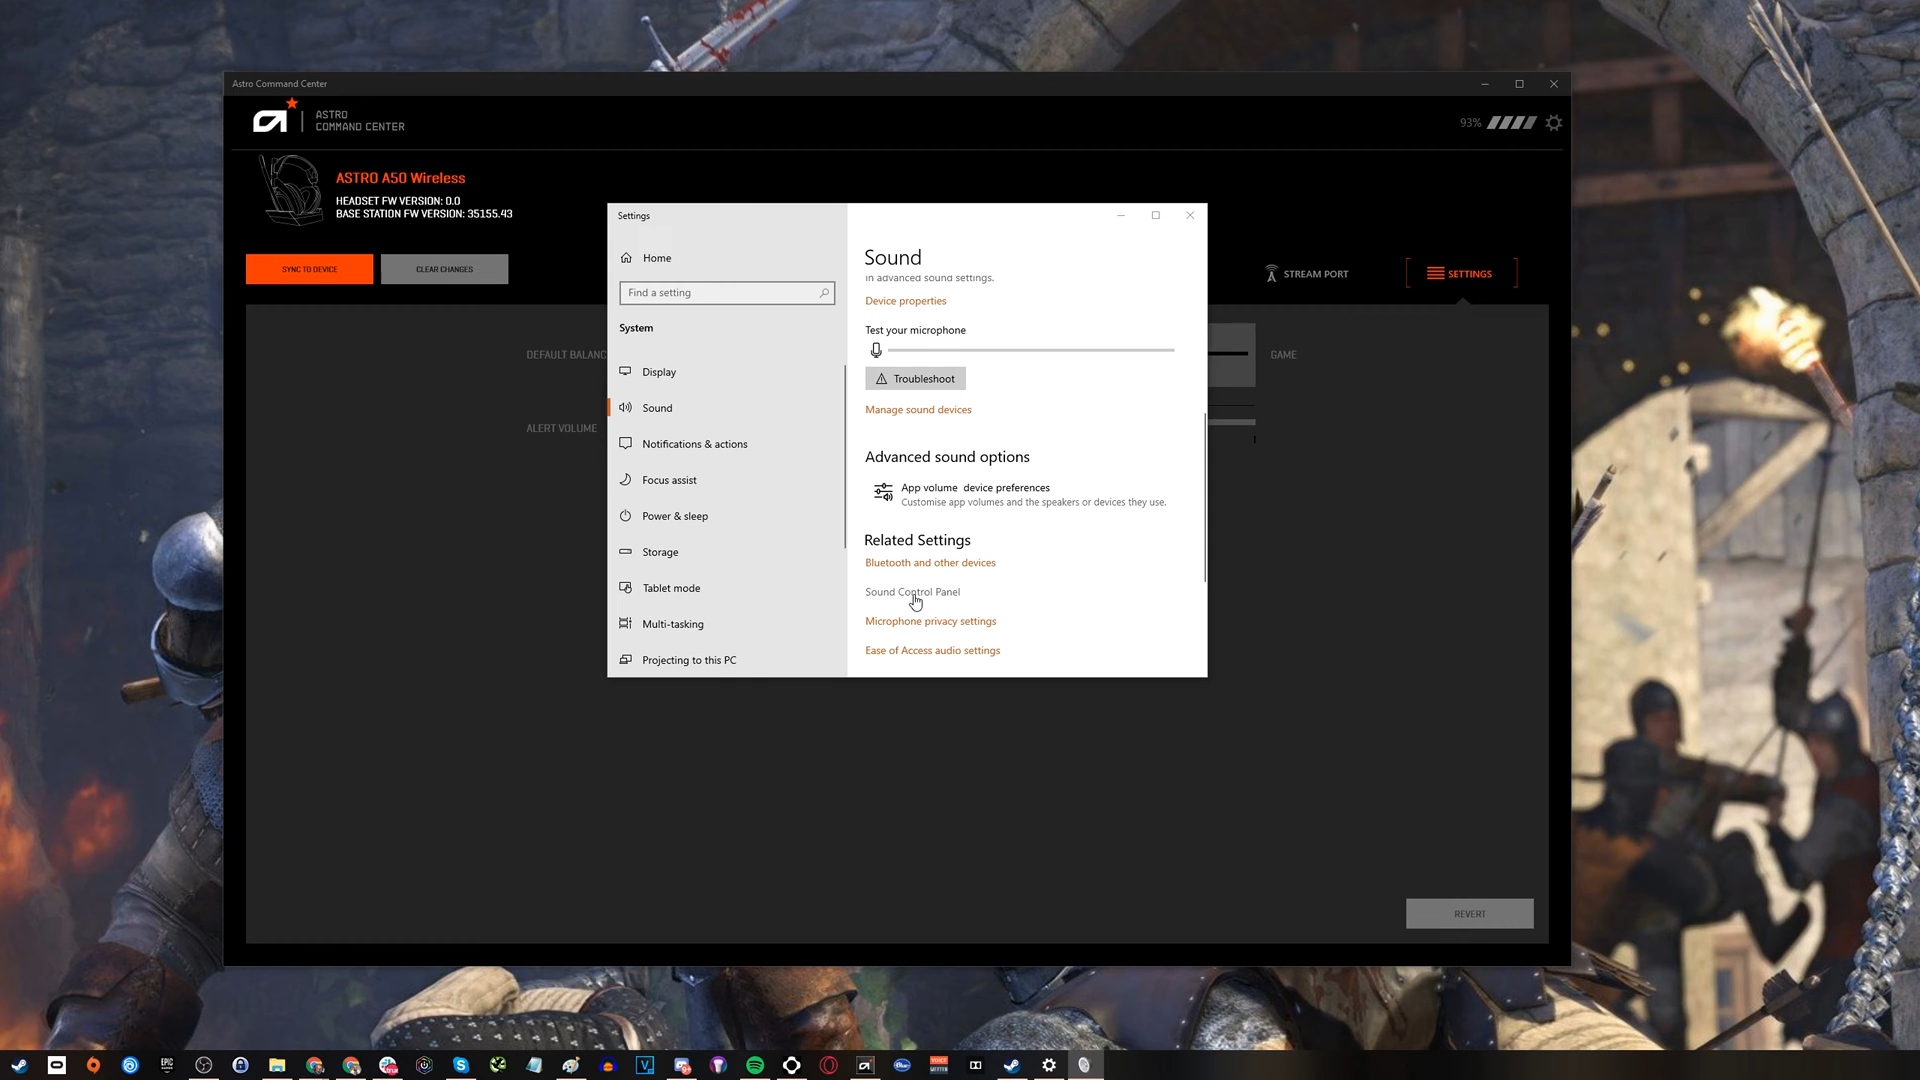 Astro Command Center
ASTRO
COMMAND CENTER
93%
ASTRO A50 Wireless
HEADSET FW VERSION: 0.0
BASE STATION FW VERSION: 35155.43
SYNC TO DEVICE
CLEAR CHANGES
STREAM PORT
SETTINGS
DEFAULT BALANC
GAME
ALERT VOLUME
REVERT
Settings
Home
Find a setting
System
Display
Sound
Notifications & actions
Focus assist
Power & sleep
Storage
Tablet mode
Multi-tasking
Projecting to this PC
Sound
in advanced sound settings.
Device properties
Test your microphone
Troubleshoot
Manage sound devices
Advanced sound options
App volume  device preferences
Customise app volumes and the speakers or devices they use.
Related Settings
Bluetooth and other devices
Sound Control Panel
Microphone privacy settings
Ease of Access audio settings
EPIC